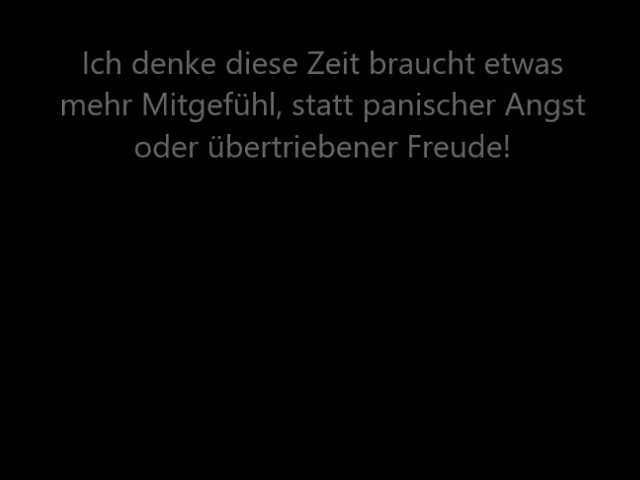 Ich denke diese Zeit braucht etwas
mehr Mitgefühl, statt panischer Angst
oder übertriebener Freude!